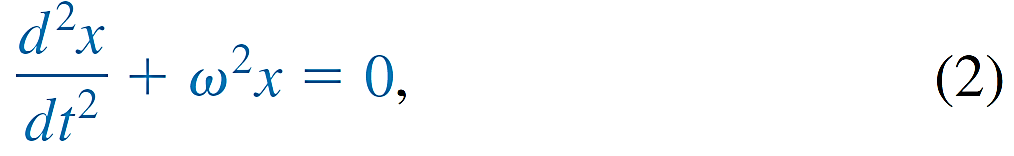 d²x/dt² + ω²x = 0, (2)